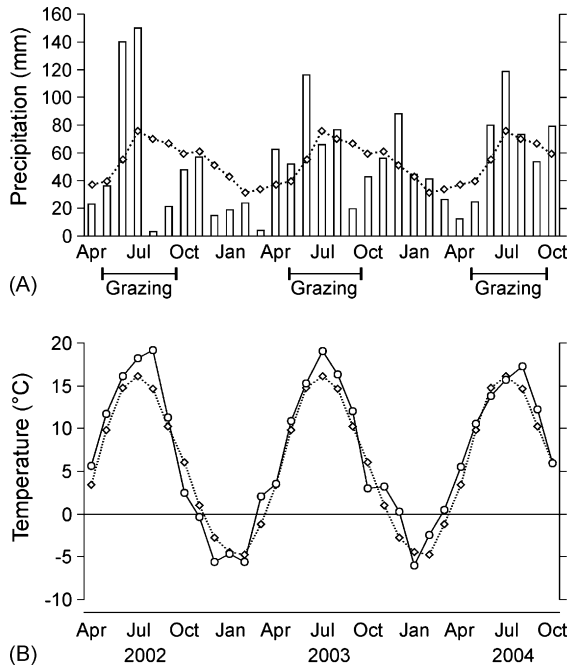 160
140
120
100
80
60
40
20
0
Precipitation (mm)
Apr Jul Oct Jan Apr Jul Oct Jan Apr Jul Oct
Grazing Grazing Grazing
(A)
20
15
10
5
0
-5
-10
Temperature (°C)
Apr Jul Oct Jan Apr Jul Oct Jan Apr Jul Oct
2002 2003 2004
(B)